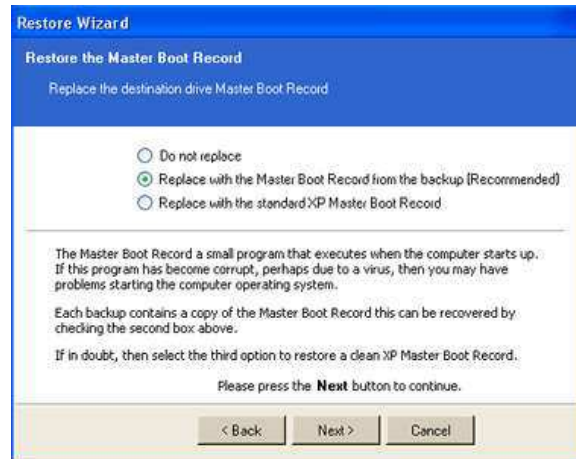 Restore Wizard
Restore the Master Boot Record
Replace the destination drive Master Boot Record
Do not replace
Replace with the Master Boot Record from the backup (Recommended)
Replace with the standard XP Master Boot Record
The Master Boot Record a small program that executes when the computer starts up.
If this program has become corrupt, perhaps due to a virus, then you may have
problems starting the computer operating system.
Each backup contains a copy of the Master Boot Record this can be recovered by
checking the second box above.
If in doubt, then select the third option to restore a clean XP Master Boot Record.
Please press the Next button to continue.
< Back Next > Cancel